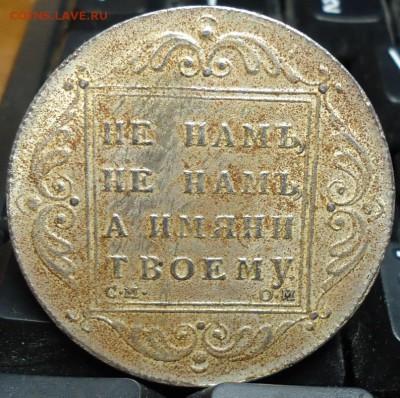 COINS.LAVE.RU
НЕ НАМЪ,
НЕ НАМЪ,
А ИМЯНИ
ТВОЕМУ.
С·М· О·М